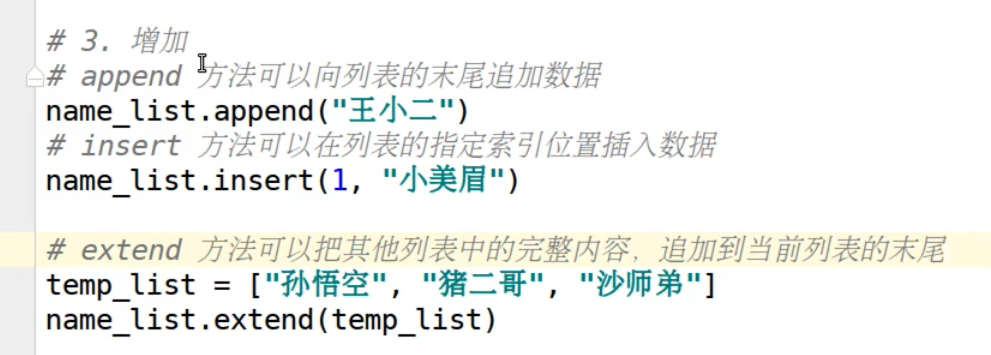 # 3. 增加
# append 方法可以向列表的末尾追加数据
name_list.append("王小二")
# insert 方法可以在列表的指定索引位置插入数据
name_list.insert(1, "小美眉")
# extend 方法可以把其他列表中的完整内容，追加到当前列表的末尾
temp_list = ["孙悟空", "猪二哥", "沙师弟"]
name_list.extend(temp_list)